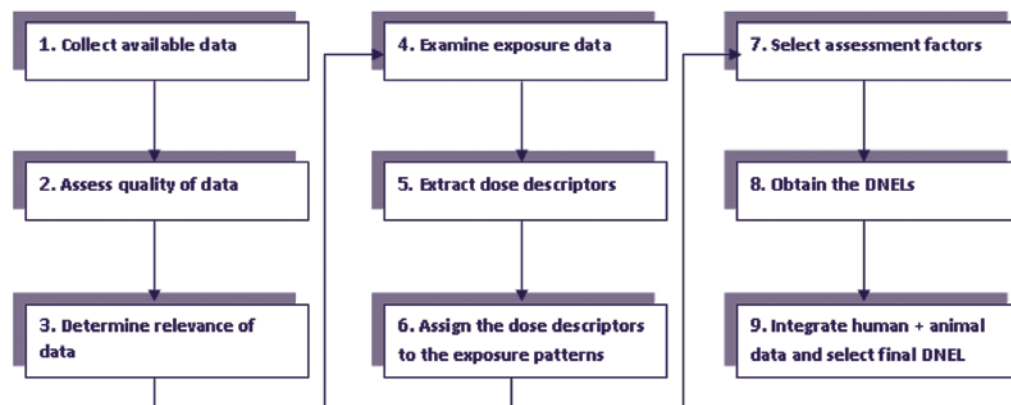 1. Collect available data
2. Assess quality of data
3. Determine relevance of
data
4. Examine exposure data
5. Extract dose descriptors
6. Assign the dose descriptors
to the exposure patterns
7. Select assessment factors
8. Obtain the DNELs
9. Integrate human + animal
data and select final DNEL